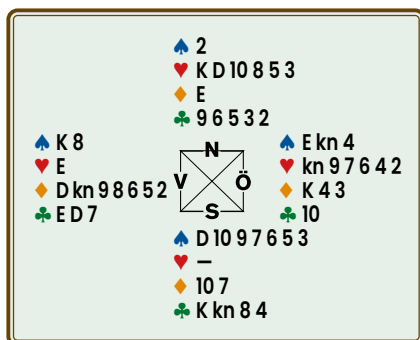 ♠ 2
♥ K D 10 8 5 3
♦ E
♣ 9 6 5 3 2
♠ K 8
♥ E
♦ D kn 9 8 6 5 2
♣ E D 7
N
V Ö
S
♠ E kn 4
♥ kn 9 7 6 4 2
♦ K 4 3
♣ 10
♠ D 10 9 7 6 5 3
♥ –
♦ 10 7
♣ K kn 8 4